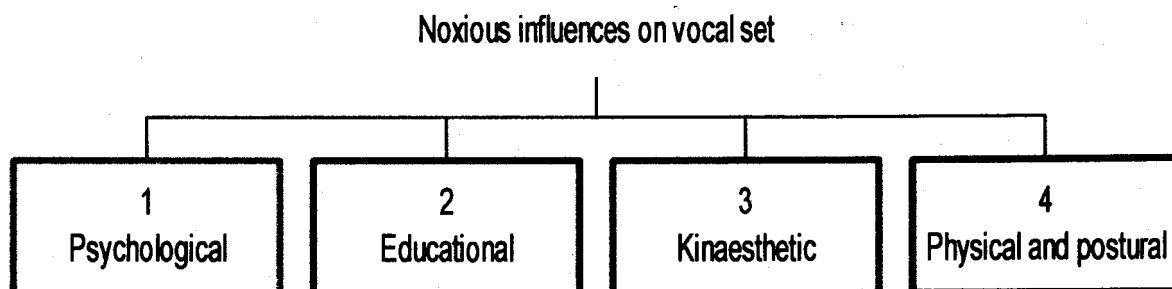 Noxious influences on vocal set
1
Psychological
2
Educational
3
Kinaesthetic
4
Physical and postural